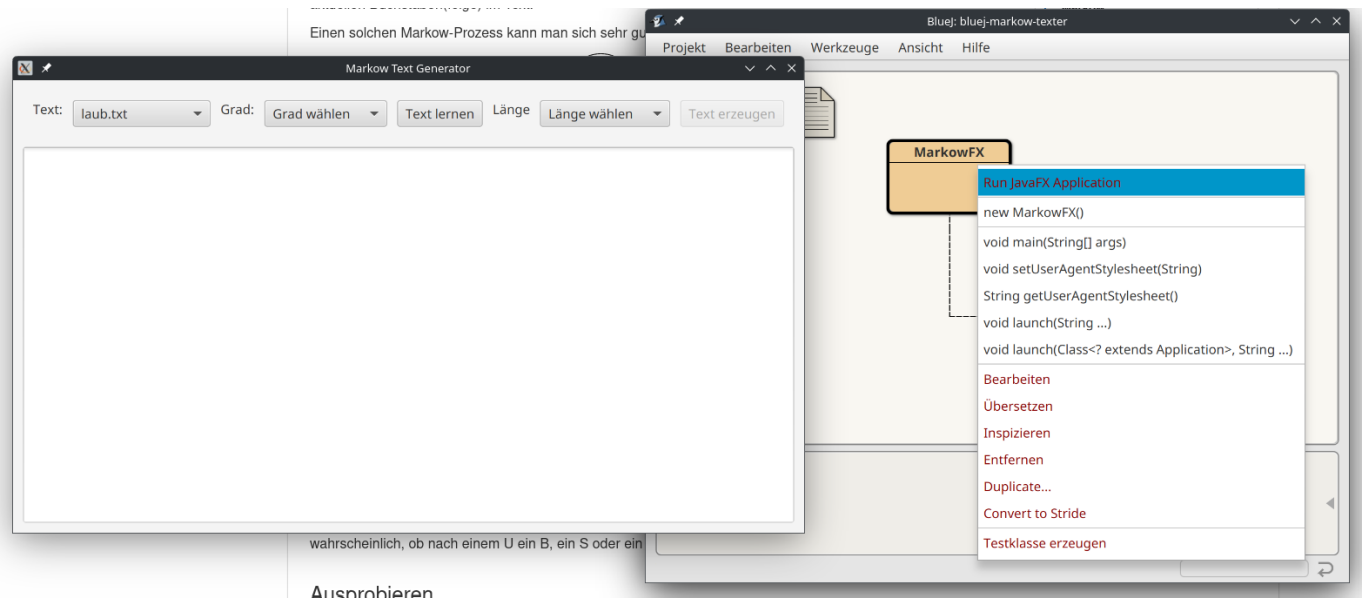 Einen solchen Markow-Prozess kann man sich sehr gu
Markow Text Generator
Text: laub.txt Grad: Grad wählen Text lernen Länge Länge wählen Text erzeugen
wahrscheinlich, ob nach einem U ein B, ein S oder ein
Ausprobieren
BlueJ: bluej-markow-texter
Projekt Bearbeiten Werkzeuge Ansicht Hilfe
MarkowFX
Run JavaFX Application
new MarkowFX()
void main(String[] args)
void setUserAgentStylesheet(String)
String getUserAgentStylesheet()
void launch(String ...)
void launch(Class<? extends Application>, String ...)
Bearbeiten
Übersetzen
Inspizieren
Entfernen
Duplicate...
Convert to Stride
Testklasse erzeugen